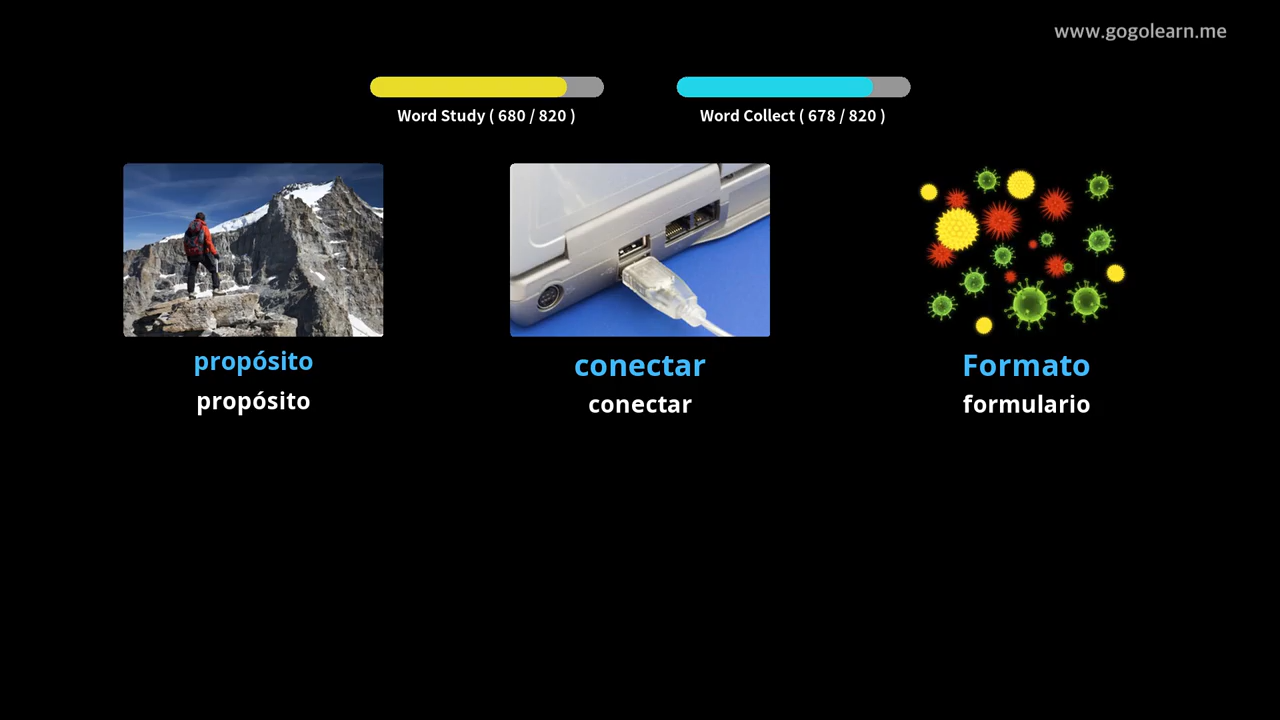 www.gogolearn.me
Word Study ( 680 / 820 )
Word Collect ( 678 / 820 )
propósito
propósito
conectar
conectar
Formato
formulario